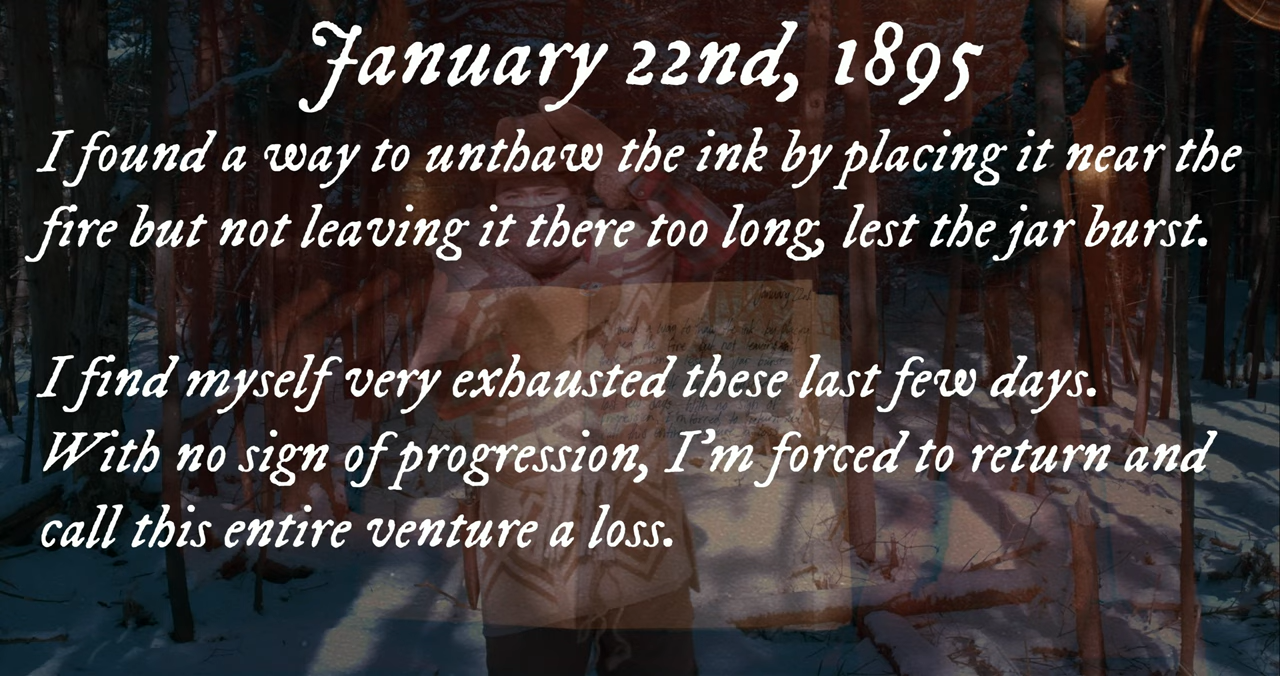 January 22nd, 1895
I found a way to unthaw the ink by placing it near the
fire but not leaving it there too long, lest the jar burst.
I find myself very exhausted these last few days.
With no sign of progression, I'm forced to return and
call this entire venture a loss.